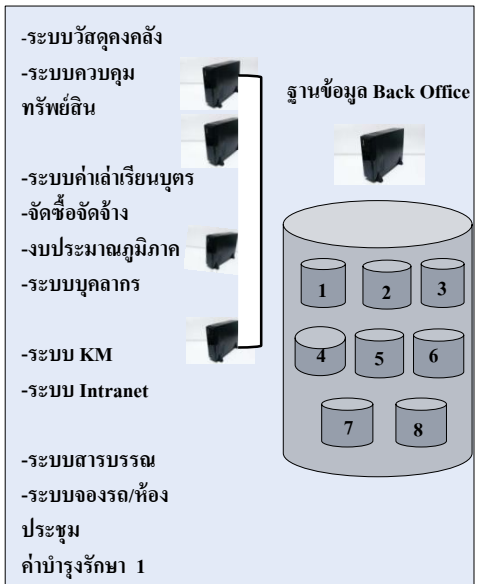 -ระบบวัสดุคงคลัง
-ระบบควบคุม
ทรัพย์สิน
-ระบบค่าเล่าเรียนบุตร
-จัดซื้อจัดจ้าง
-งบประมาณภูมิภาค
-ระบบบุคลากร
-ระบบ KM
-ระบบ Intranet
-ระบบสารบรรณ
-ระบบจองรถ/ห้อง
ประชุม
ค่าบำรุงรักษา 1
ฐานข้อมูล Back Office
1 2 3
4 5 6
7 8